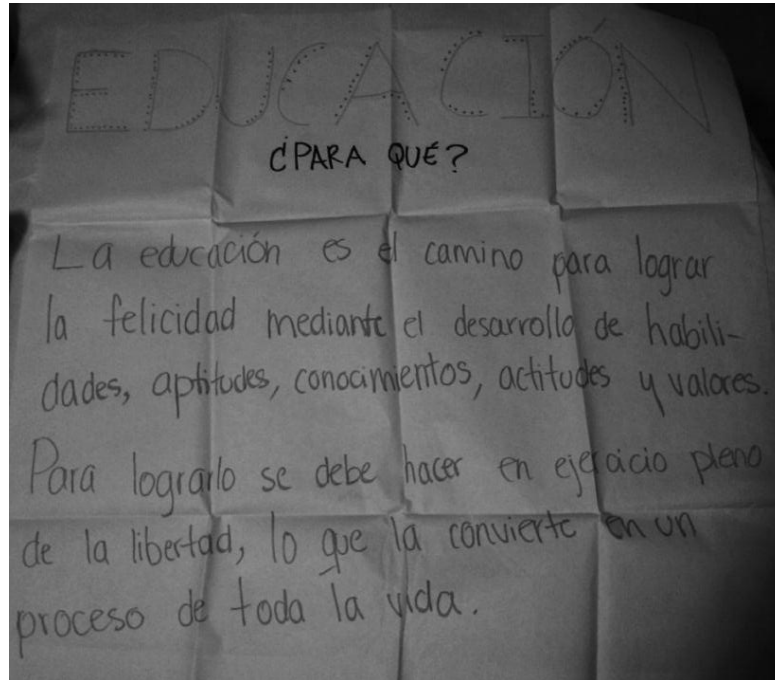 EDUCACIÓN
¿PARA QUÉ?
La educación es el camino para lograr
la felicidad mediante el desarrollo de habili-
dades, aptitudes, conocimientos, actitudes y valores.
Para lograrlo se debe hacer en ejercicio pleno
de la libertad, lo que la convierte en un
proceso de toda la vida.